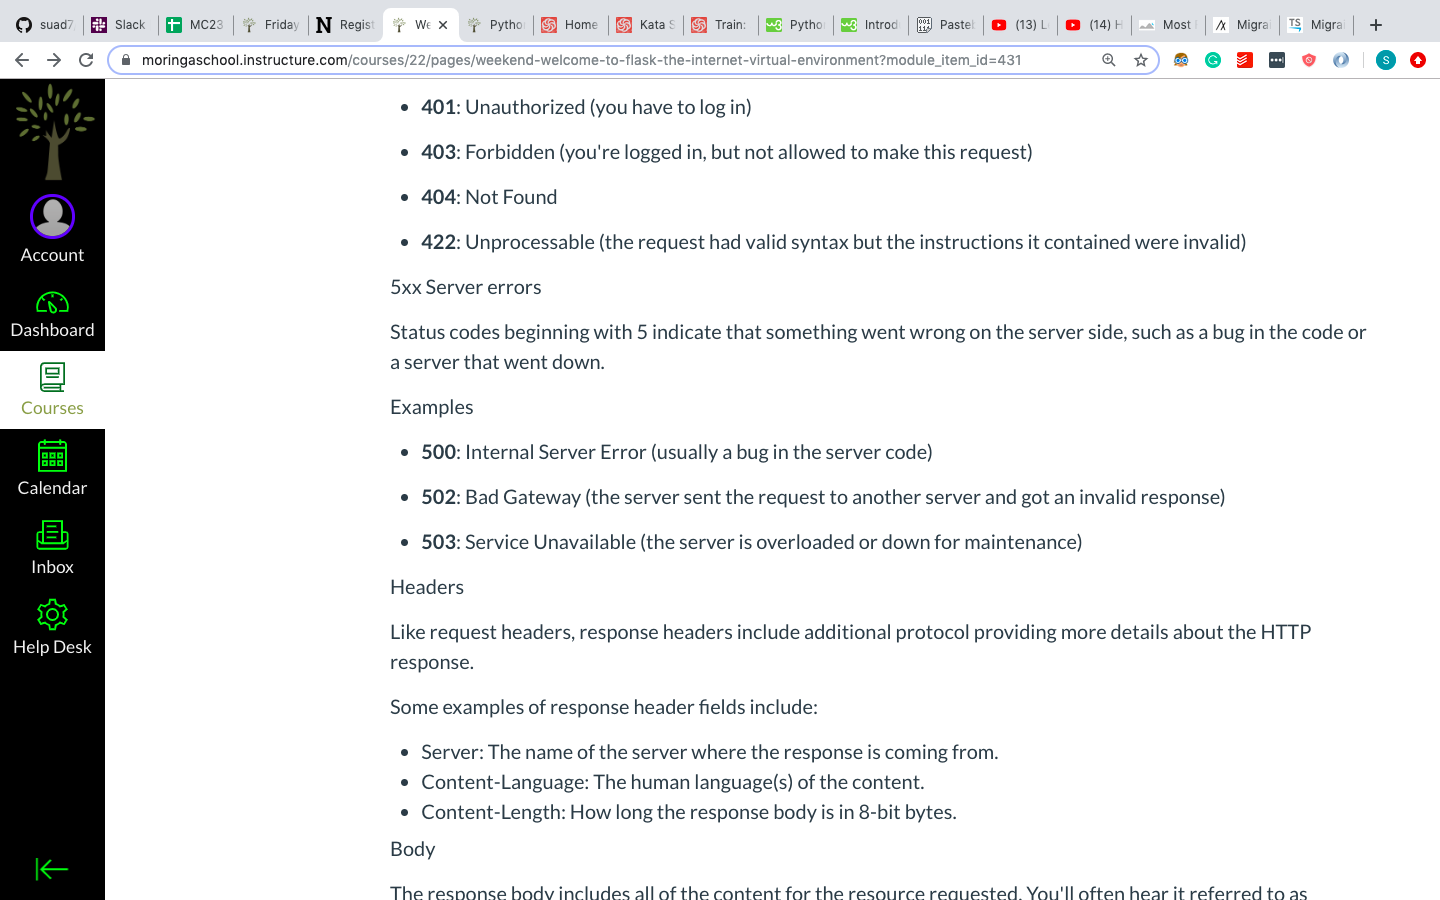 suad7
Slack
MC23
Friday
Regist
We
Pytho
Home
Kata S
Train:
Pytho
Introd
Paste
(13) L
(14) H
Most
Migra
Migra
moringaschool.instructure.com/courses/22/pages/weekend-welcome-to-flask-the-internet-virtual-environment?module_item_id=431
S
Account
Dashboard
Courses
Calendar
Inbox
Help Desk
• 401: Unauthorized (you have to log in)
• 403: Forbidden (you're logged in, but not allowed to make this request)
• 404: Not Found
• 422: Unprocessable (the request had valid syntax but the instructions it contained were invalid)
5xx Server errors
Status codes beginning with 5 indicate that something went wrong on the server side, such as a bug in the code or
a server that went down.
Examples
• 500: Internal Server Error (usually a bug in the server code)
• 502: Bad Gateway (the server sent the request to another server and got an invalid response)
• 503: Service Unavailable (the server is overloaded or down for maintenance)
Headers
Like request headers, response headers include additional protocol providing more details about the HTTP
response.
Some examples of response header fields include:
• Server: The name of the server where the response is coming from.
• Content-Language: The human language(s) of the content.
• Content-Length: How long the response body is in 8-bit bytes.
Body
The response body includes all of the content for the resource requested. You'll often hear it referred to as